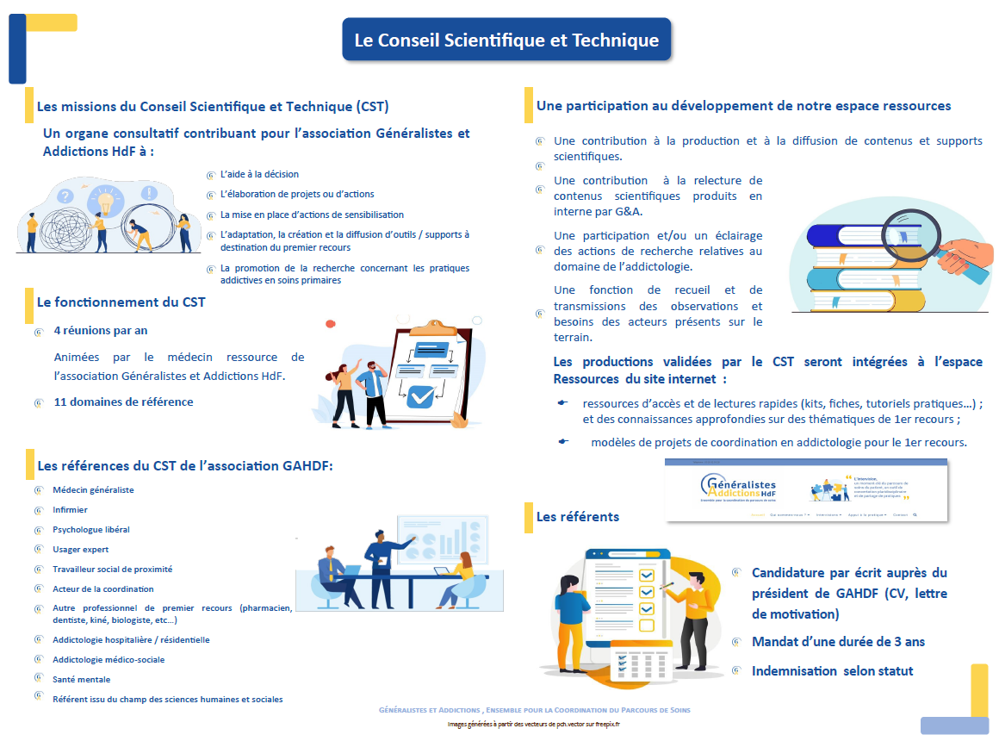 Le Conseil Scientifique et Technique
Les missions du Conseil Scientifique et Technique (CST)
Un organe consultatif contribuant pour l'association Généralistes et
Addictions HdF à :
L'aide à la décision
L'élaboration de projets ou d'actions
La mise en place d'actions de sensibilisation
L'adaptation, la création et la diffusion d'outils / supports à
destination du premier recours
La promotion de la recherche concernant les pratiques
addictives en soins primaires
Le fonctionnement du CST
4 réunions par an
Animées par le médecin ressource de
l'association Généralistes et Addictions HdF.
11 domaines de référence
Les références du CST de l'association GAHDF:
Médecin généraliste
Infirmier
Psychologue libéral
Usager expert
Travailleur social de proximité
Acteur de la coordination
Autre professionnel de premier recours (pharmacien,
dentiste, kiné, biologiste, etc…)
Addictologie hospitalière / résidentielle
Addictologie médico-sociale
Santé mentale
Référent issu du champ des sciences humaines et sociales
Une participation au développement de notre espace ressources
Une contribution à la production et à la diffusion de contenus et supports
scientifiques.
Une contribution à la relecture de
contenus scientifiques produits en
interne par G&A.
Une participation et/ou un éclairage
des actions de recherche relatives au
domaine de l'addictologie.
Une fonction de recueil et de
transmissions des observations et
besoins des acteurs présents sur le
terrain.
Les productions validées par le CST seront intégrées à l'espace
Ressources du site internet :
ressources d'accès et de lectures rapides (kits, fiches, tutoriels pratiques…) ;
et des connaissances approfondies sur des thématiques de 1er recours ;
modèles de projets de coordination en addictologie pour le 1er recours.
Généralistes
Addictions HdF
Ensemble pour la coordination du parcours de soins
L'intervision,
un moment clé du parcours de
soins du patient, un outil de
concertation pluridisciplinaire
et de partage de pratiques
Accueil Qui sommes-nous ? Intervisions Appui à la pratique Contact
Les référents
Candidature par écrit auprès du
président de GAHDF (CV, lettre
de motivation)
Mandat d'une durée de 3 ans
Indemnisation selon statut
Généralistes et Addictions , Ensemble pour la Coordination du Parcours de Soins
Images générées à partir des vecteurs de pch.vector sur freepix.fr